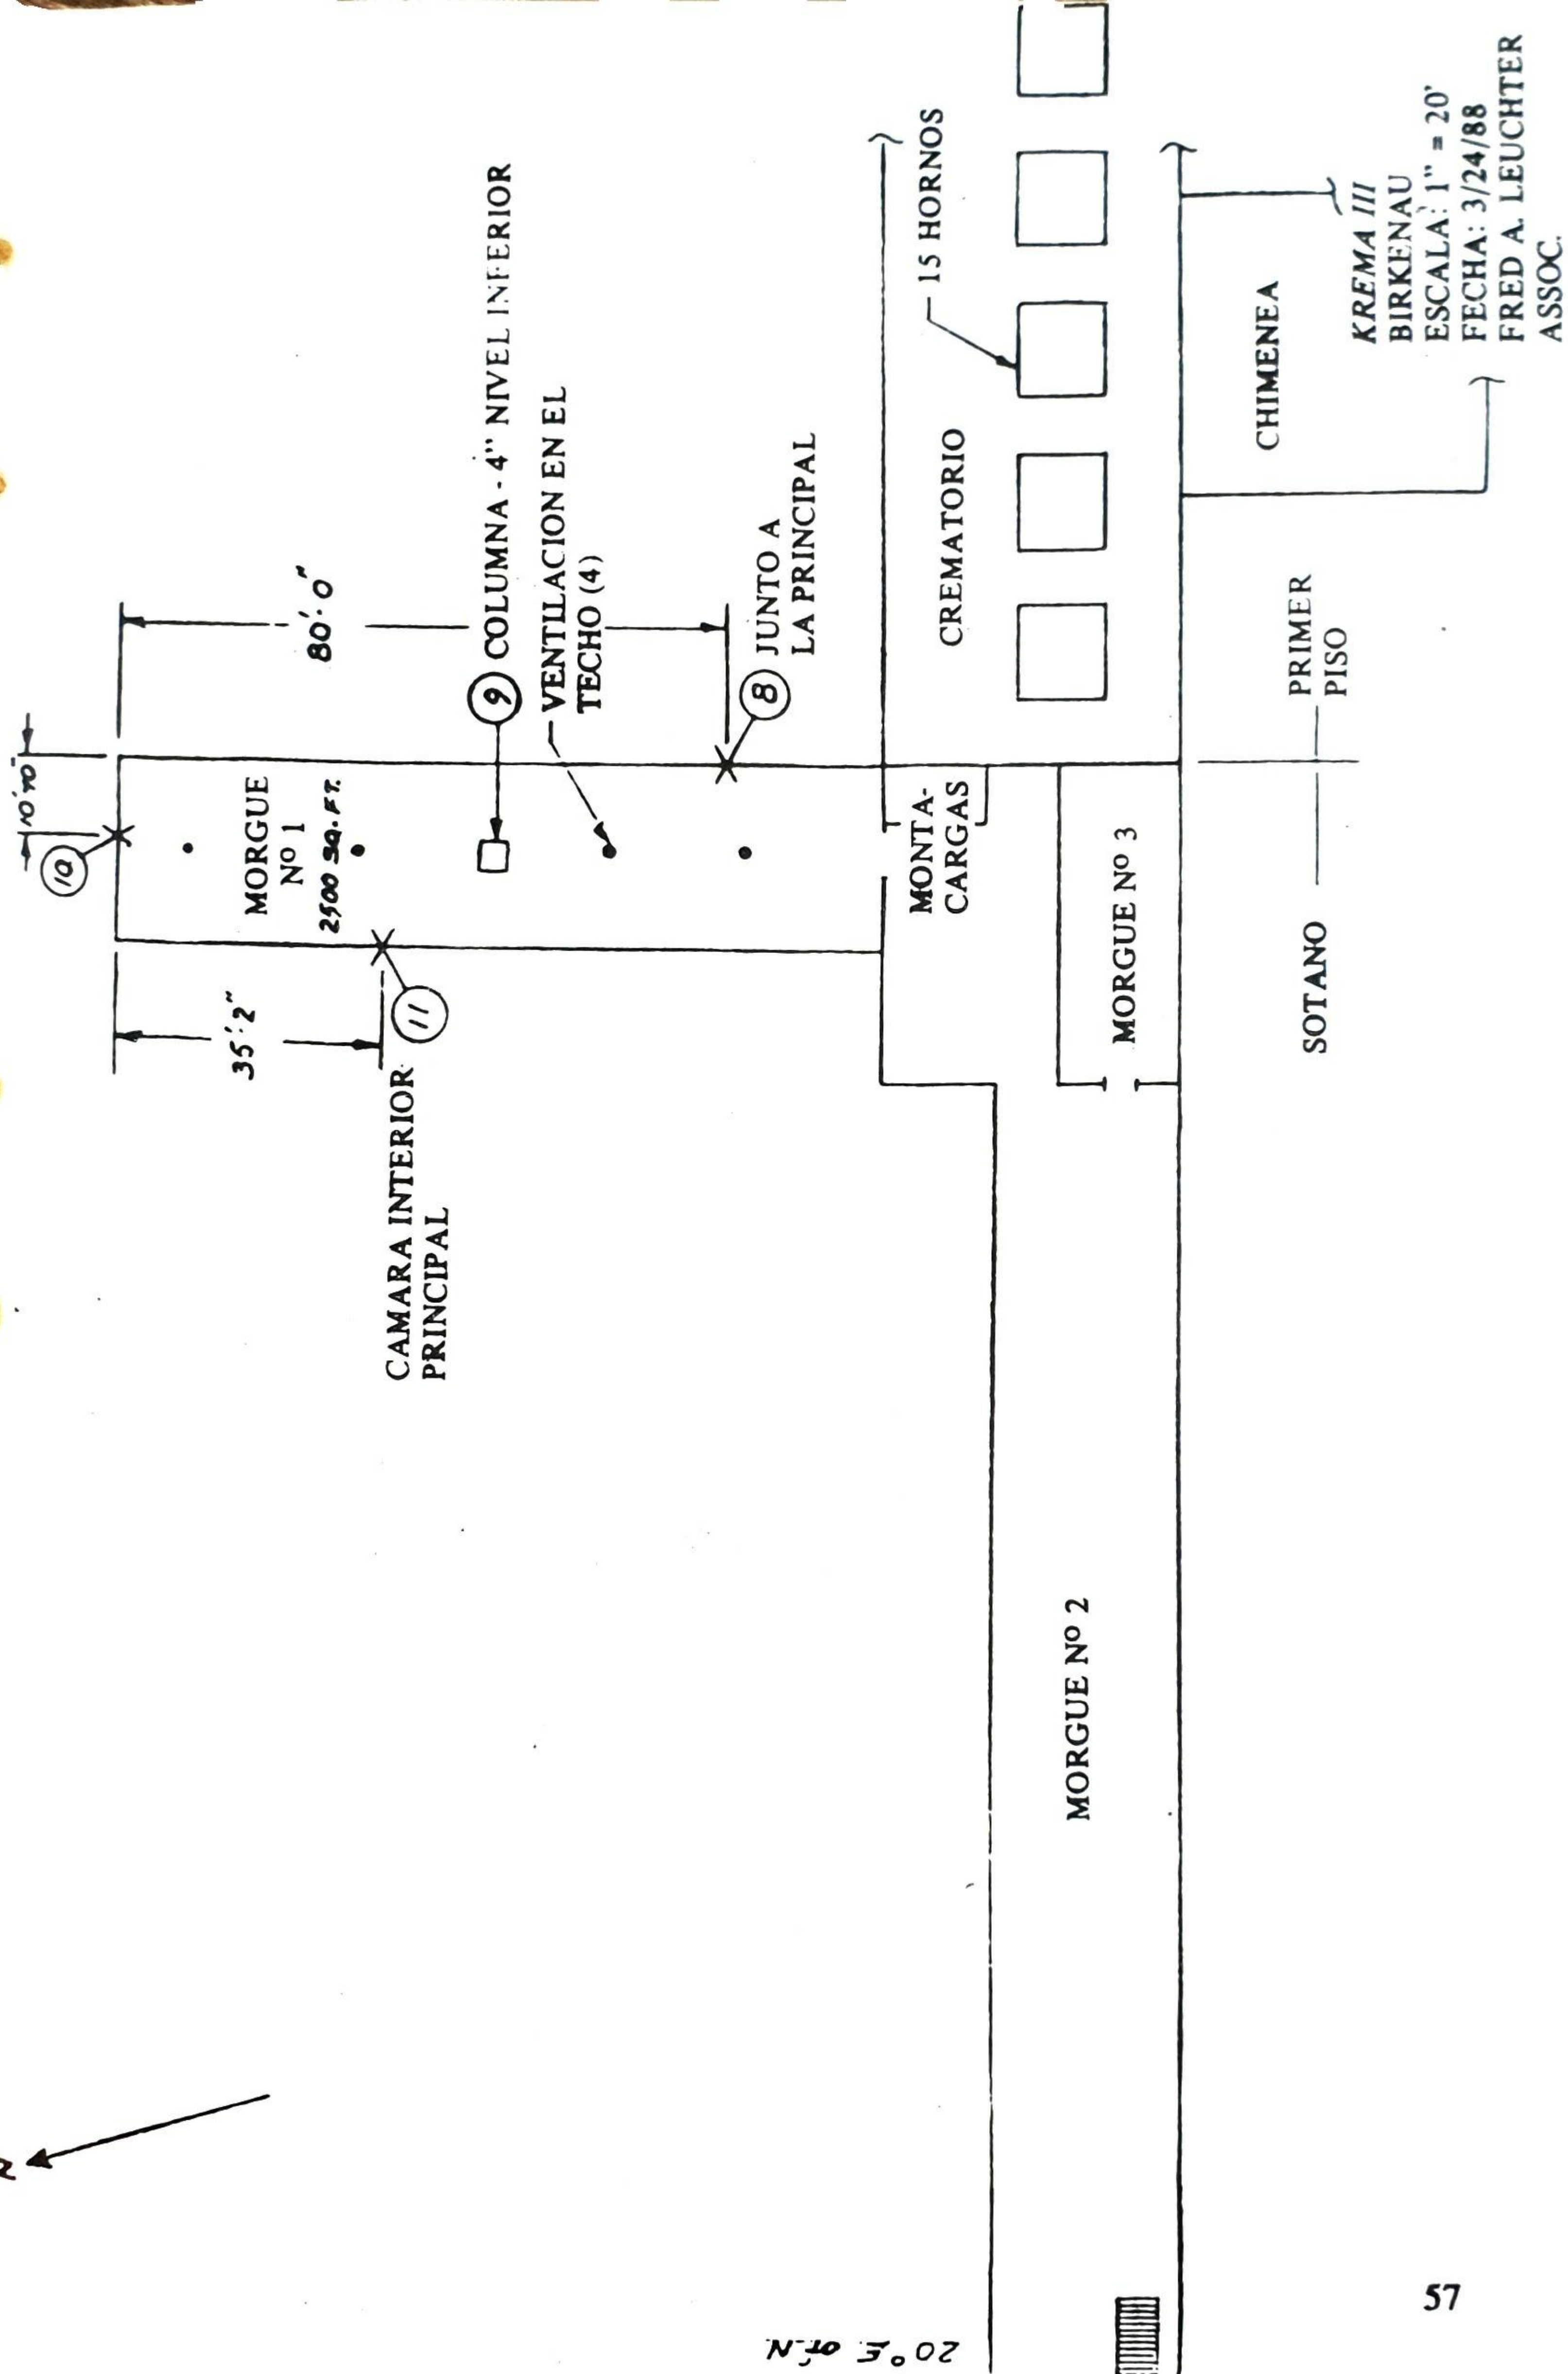 10'·10"
10
MORGUE
Nº 1
2500 SQ. FT.
80'·0"
9 COLUMNA - 4" NIVEL INFERIOR
VENTILACION EN EL
TECHO (4)
8 JUNTO A
LA PRINCIPAL
35'·2"
11
CAMARA INTERIOR
PRINCIPAL
15 HORNOS
CREMATORIO
MONTA-
CARGAS
MORGUE Nº 3
MORGUE Nº 2
CHIMENEA
PRIMER
PISO
SOTANO
KREMA III
BIRKENAU
ESCALA: 1" = 20'
FECHA: 3/24/88
FRED A. LEUCHTER
ASSOC.
20° E of N
57